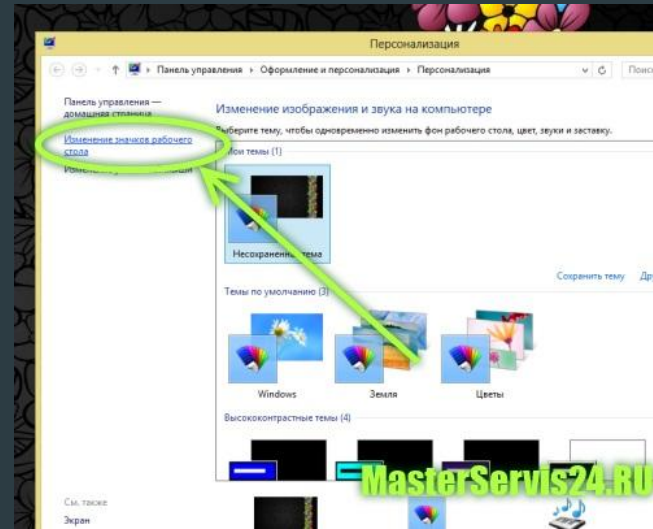 Персонализация
Панель управления › Оформление и персонализация › Персонализация
Панель управления —
домашняя страница
Изменение значков рабочего
стола
Изменение изображения и звука на компьютере
Выберите тему, чтобы одновременно изменить фон рабочего стола, цвет, звуки и заставку.
Мои темы (1)
Несохраненная тема
Сохранить тему
Темы по умолчанию (3)
Windows
Земля
Цветы
Высококонтрастные темы (4)
MasterServis24.RU
См. также
Экран